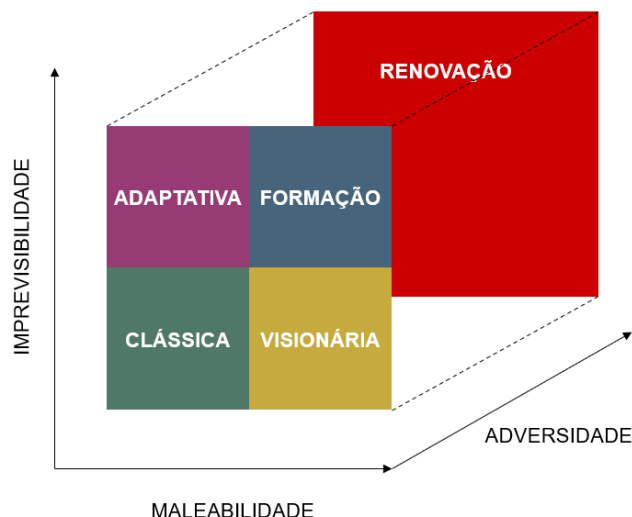 RENOVAÇÃO
IMPREVISIBILIDADE
ADAPTATIVA
FORMAÇÃO
CLÁSSICA
VISIONÁRIA
ADVERSIDADE
MALEABILIDADE